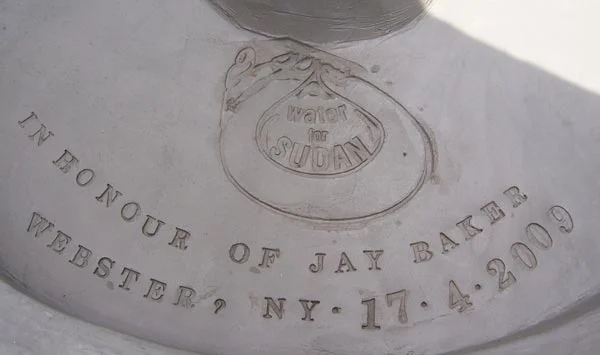 water
for
SUDAN
IN HONOUR OF JAY BAKER
WEBSTER? NY · 17 · 4 · 2009